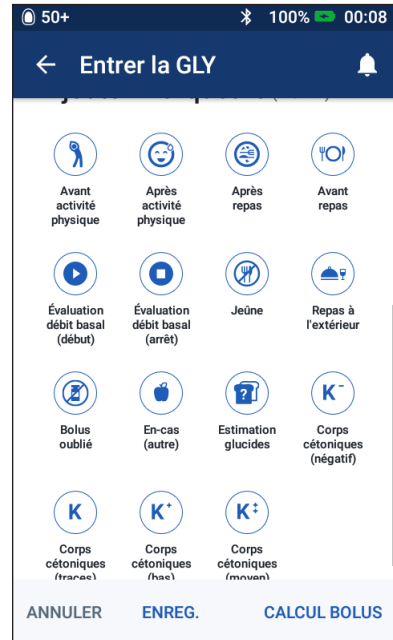 50+ 100% 00:08
Entrer la GLY
Avant activité physique
Après activité physique
Après repas
Avant repas
Évaluation débit basal (début)
Évaluation débit basal (arrêt)
Jeûne
Repas à l'extérieur
Bolus oublié
En-cas (autre)
?
Estimation glucides
K⁻
Corps cétoniques (négatif)
K
Corps cétoniques (traces)
K⁺
Corps cétoniques (bas)
K‡
Corps cétoniques (moyen)
ANNULER ENREG. CALCUL BOLUS